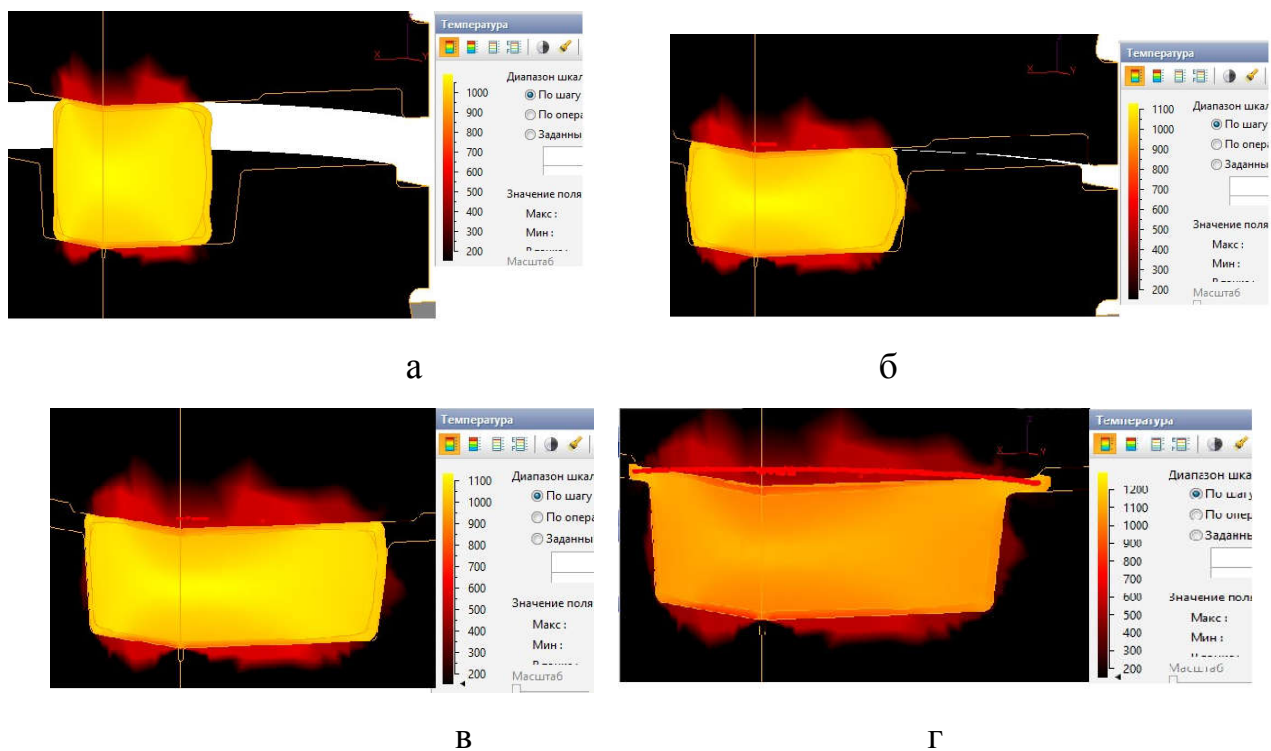 Температура
Диапазон шкал
По шагу
По опера
Заданны
1000
900
800
700
600
500
400
300
200
Значение поля
Макс :
Мин :
Масштаб
X
Y
а
Температура
Диапазон шкал
По шагу
По опера
Заданны
1100
1000
900
800
700
600
500
400
300
200
Значение поля
Макс :
Мин :
Масштаб
X
Y
б
Температура
Диапазон шкал
По шагу
По опера
Заданны
1100
1000
900
800
700
600
500
400
300
200
Значение поля
Макс :
Мин :
Масштаб
в
Температура
Диапазон шка
По шагу
По опер
Заданны
1200
1100
1000
900
800
700
600
500
400
300
200
Значение поля
Макс :
Мин :
Масштаб
X
Y
г